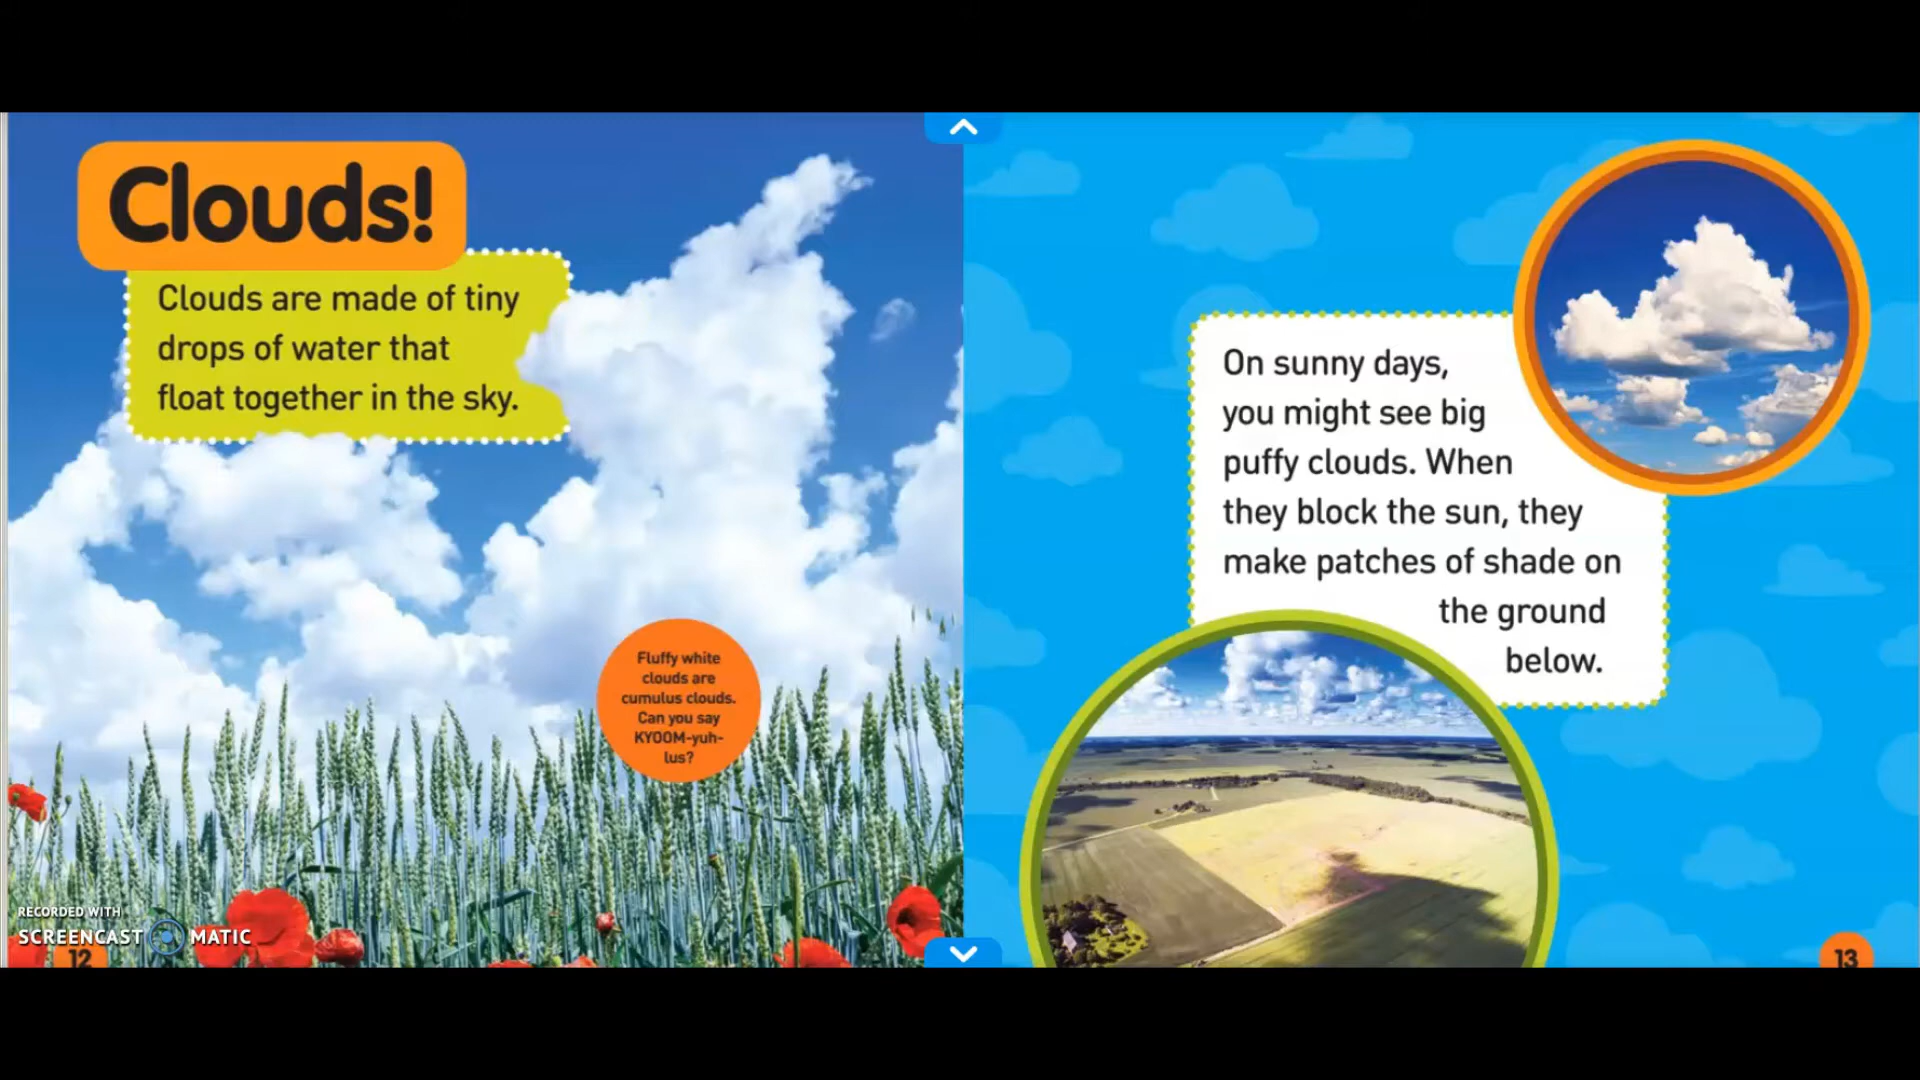 Clouds!
Clouds are made of tiny
drops of water that
float together in the sky.
Fluffy white
clouds are
cumulus clouds.
Can you say
KYOOM-yuh-
lus?
RECORDED WITH
SCREENCAST MATIC
12
On sunny days,
you might see big
puffy clouds. When
they block the sun, they
make patches of shade on
the ground
below.
13